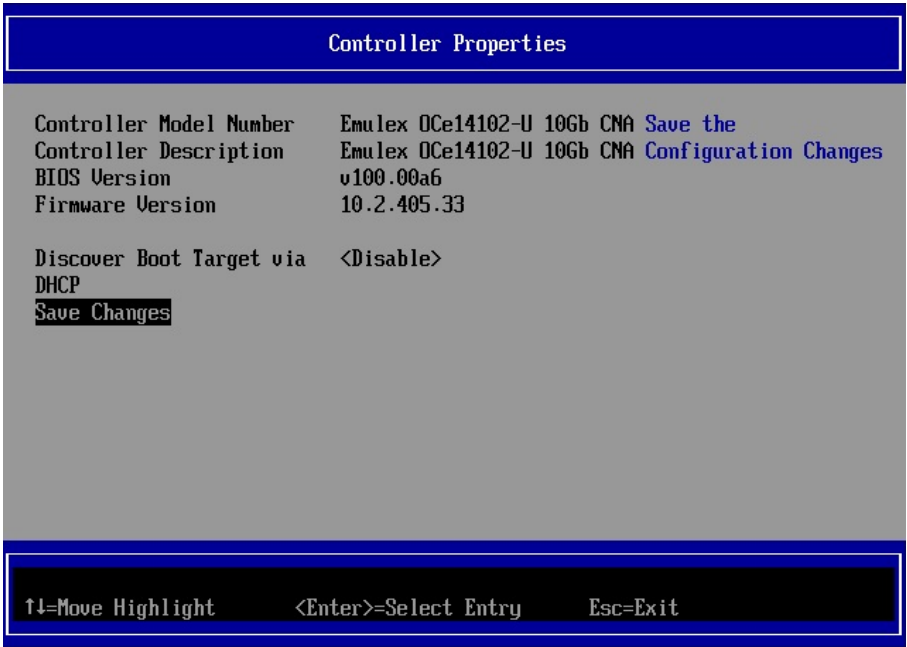 Controller Properties
Controller Model Number Emulex OCe14102-U 10Gb CNA Save the
Controller Description Emulex OCe14102-U 10Gb CNA Configuration Changes
BIOS Version v100.00a6
Firmware Version 10.2.405.33
Discover Boot Target via <Disable>
DHCP
Save Changes
↑↓=Move Highlight <Enter>=Select Entry Esc=Exit